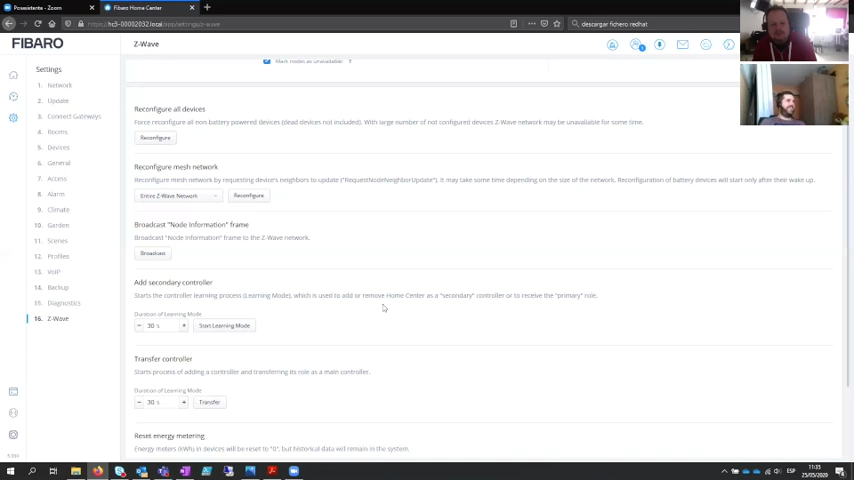 Posasistente - Zoom
Fibaro Home Center
https://hc3-00002032.local/app/settings/z-wave
descargar fichero redhat
FIBARO
Z-Wave
Settings
1. Network
2. Update
3. Connect Gateways
4. Rooms
5. Devices
6. General
7. Access
8. Alarm
9. Climate
10. Garden
11. Scenes
12. Profiles
13. VoIP
14. Backup
15. Diagnostics
16. Z-Wave
Mark nodes as unavailable
Reconfigure all devices
Force reconfigure all non battery powered devices (dead devices not included). With large number of not configured devices Z-Wave network may be unavailable for some time.
Reconfigure
Reconfigure mesh network
Reconfigure mesh network by requesting device's neighbors to update ("RequestNodeNeighborUpdate"), it may take some time depending on the size of the network. Reconfiguration of battery devices will start only after their wake up.
Entire Z-Wave Network
Reconfigure
Broadcast "Node Information" frame
Broadcast "Node Information" frame to the Z-Wave network.
Broadcast
Add secondary controller
Starts the controller learning process (Learning Mode), which is used to add or remove Home Center as a "secondary" controller or to receive the "primary" role.
Duration of Learning Mode
− 30 s +
Start Learning Mode
Transfer controller
Starts process of adding a controller and transferring its role as a main controller.
Duration of Learning Mode
− 30 s +
Transfer
Reset energy metering
Energy meters (kWh) in devices will be reset to "0", but historical data will remain in the system.
ESP
11:35
25/05/2020